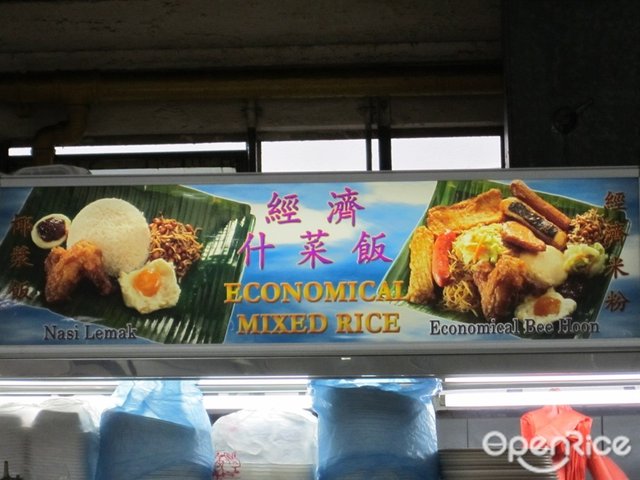 椰漿飯
Nasi Lemak
經濟
什菜飯
ECONOMICAL
MIXED RICE
經濟米粉
Economical Bee Hoon
OpenRice